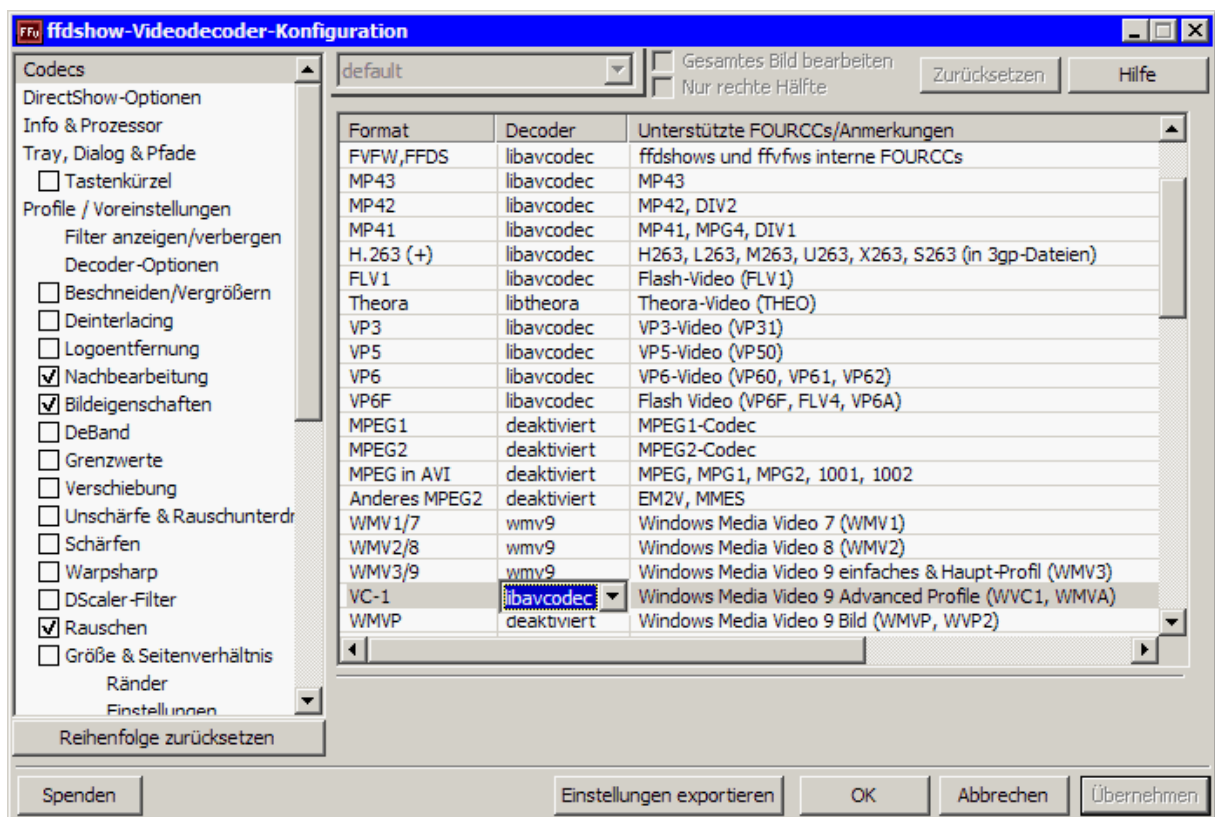 FFv ffdshow-Videodecoder-Konfiguration
Codecs
DirectShow-Optionen
Info & Prozessor
Tray, Dialog & Pfade
Tastenkürzel
Profile / Voreinstellungen
Filter anzeigen/verbergen
Decoder-Optionen
Beschneiden/Vergrößern
Deinterlacing
Logoentfernung
Nachbearbeitung
Bildeigenschaften
DeBand
Grenzwerte
Verschiebung
Unschärfe & Rauschunterdr
Schärfen
Warpsharp
DScaler-Filter
Rauschen
Größe & Seitenverhältnis
Ränder
Einstellungen
Reihenfolge zurücksetzen
default
Gesamtes Bild bearbeiten
Nur rechte Hälfte
Zurücksetzen
Hilfe
Format Decoder Unterstützte FOURCCs/Anmerkungen
FVFW,FFDS libavcodec ffdshows und ffvfws interne FOURCCs
MP43 libavcodec MP43
MP42 libavcodec MP42, DIV2
MP41 libavcodec MP41, MPG4, DIV1
H.263 (+) libavcodec H263, L263, M263, U263, X263, S263 (in 3gp-Dateien)
FLV1 libavcodec Flash-Video (FLV1)
Theora libtheora Theora-Video (THEO)
VP3 libavcodec VP3-Video (VP31)
VP5 libavcodec VP5-Video (VP50)
VP6 libavcodec VP6-Video (VP60, VP61, VP62)
VP6F libavcodec Flash Video (VP6F, FLV4, VP6A)
MPEG1 deaktiviert MPEG1-Codec
MPEG2 deaktiviert MPEG2-Codec
MPEG in AVI deaktiviert MPEG, MPG1, MPG2, 1001, 1002
Anderes MPEG2 deaktiviert EM2V, MMES
WMV1/7 wmv9 Windows Media Video 7 (WMV1)
WMV2/8 wmv9 Windows Media Video 8 (WMV2)
WMV3/9 wmv9 Windows Media Video 9 einfaches & Haupt-Profil (WMV3)
VC-1 libavcodec Windows Media Video 9 Advanced Profile (WVC1, WMVA)
WMVP deaktiviert Windows Media Video 9 Bild (WMVP, WVP2)
Spenden
Einstellungen exportieren
OK
Abbrechen
Übernehmen